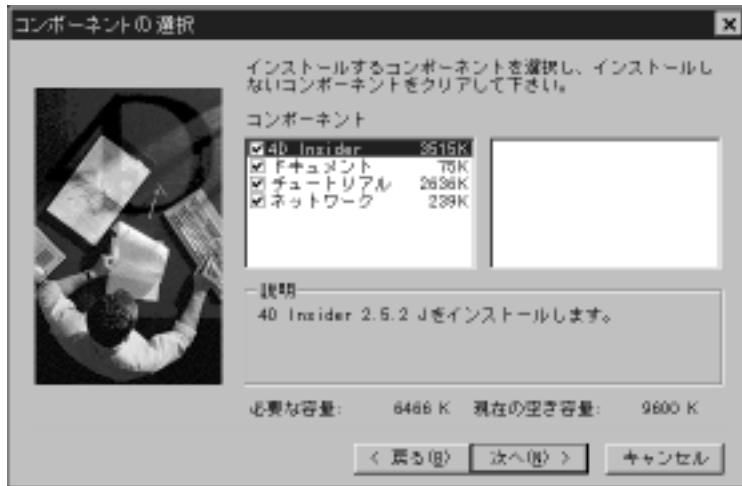 コンポーネントの選択
インストールするコンポーネントを選択し、インストールし
ないコンポーネントをクリアして下さい。
コンポーネント
4D Insider 3515K
ドキュメント 75K
チュートリアル 2636K
ネットワーク 239K
説明
4D Insider 2.5.2 Jをインストールします。
必要な容量: 6466 K 現在の空き容量: 9600 K
< 戻る(B) 次へ(N) > キャンセル